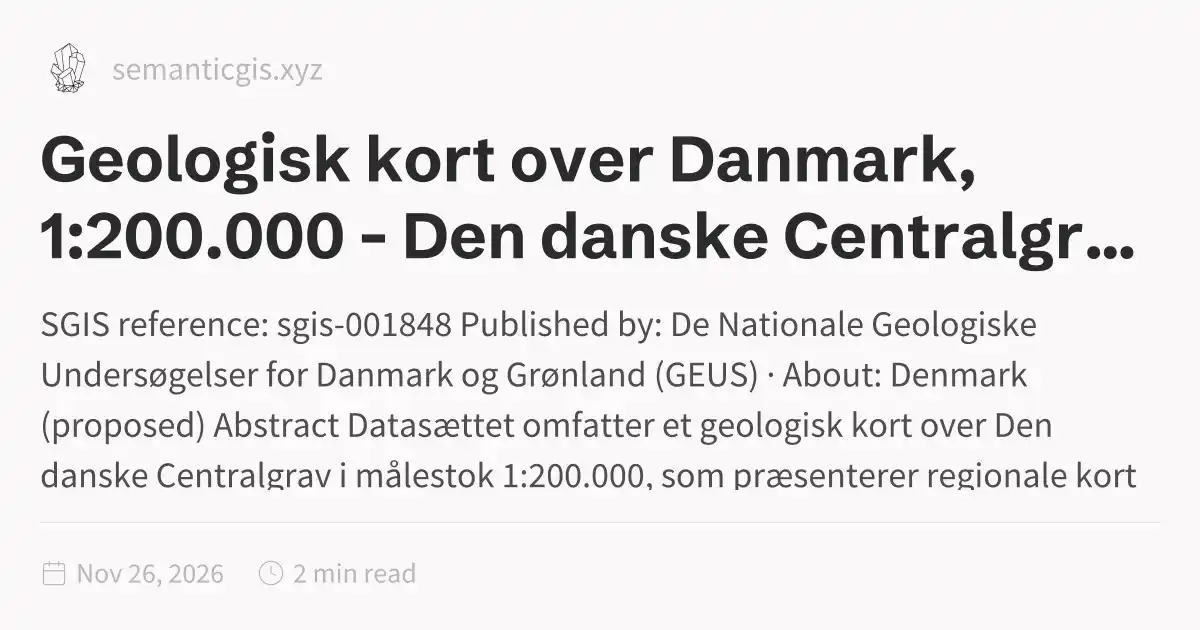 semanticgis.xyz
Geologisk kort over Danmark,
1:200.000 - Den danske Centralgr...
SGIS reference: sgis-001848 Published by: De Nationale Geologiske
Undersøgelser for Danmark og Grønland (GEUS) · About: Denmark
(proposed) Abstract Datasættet omfatter et geologisk kort over Den
danske Centralgrav i målestok 1:200.000, som præsenterer regionale kort
Nov 26, 2026
2 min read